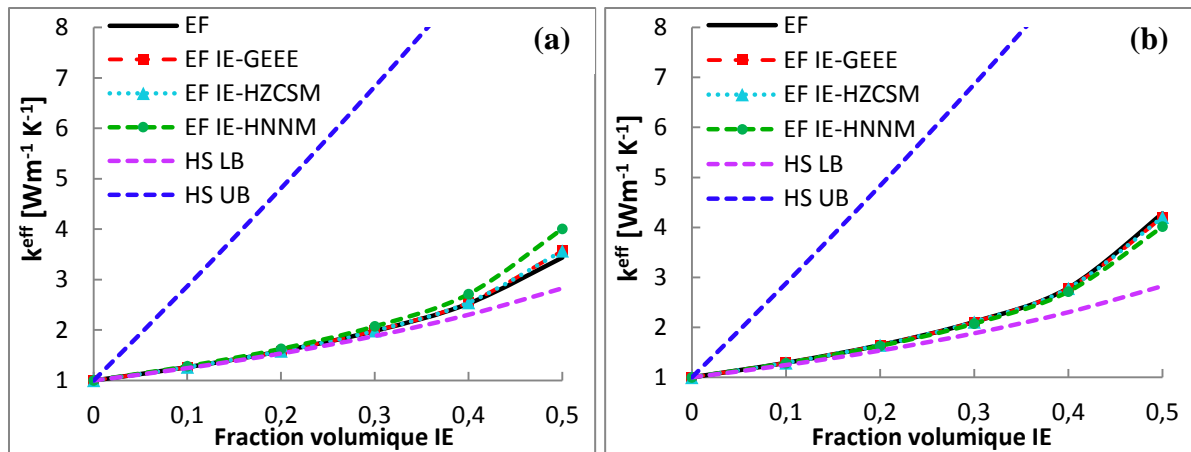 (a)
8
7
6
5
4
3
2
1
k^eff [Wm^-1 K^-1]
EF
EF IE-GEEE
EF IE-HZCSM
EF IE-HNNM
HS LB
HS UB
0 0,1 0,2 0,3 0,4 0,5
Fraction volumique IE
(b)
8
7
6
5
4
3
2
1
k^eff [Wm^-1 K^-1]
EF
EF IE-GEEE
EF IE-HZCSM
EF IE-HNNM
HS LB
HS UB
0 0,1 0,2 0,3 0,4 0,5
Fraction volumique IE